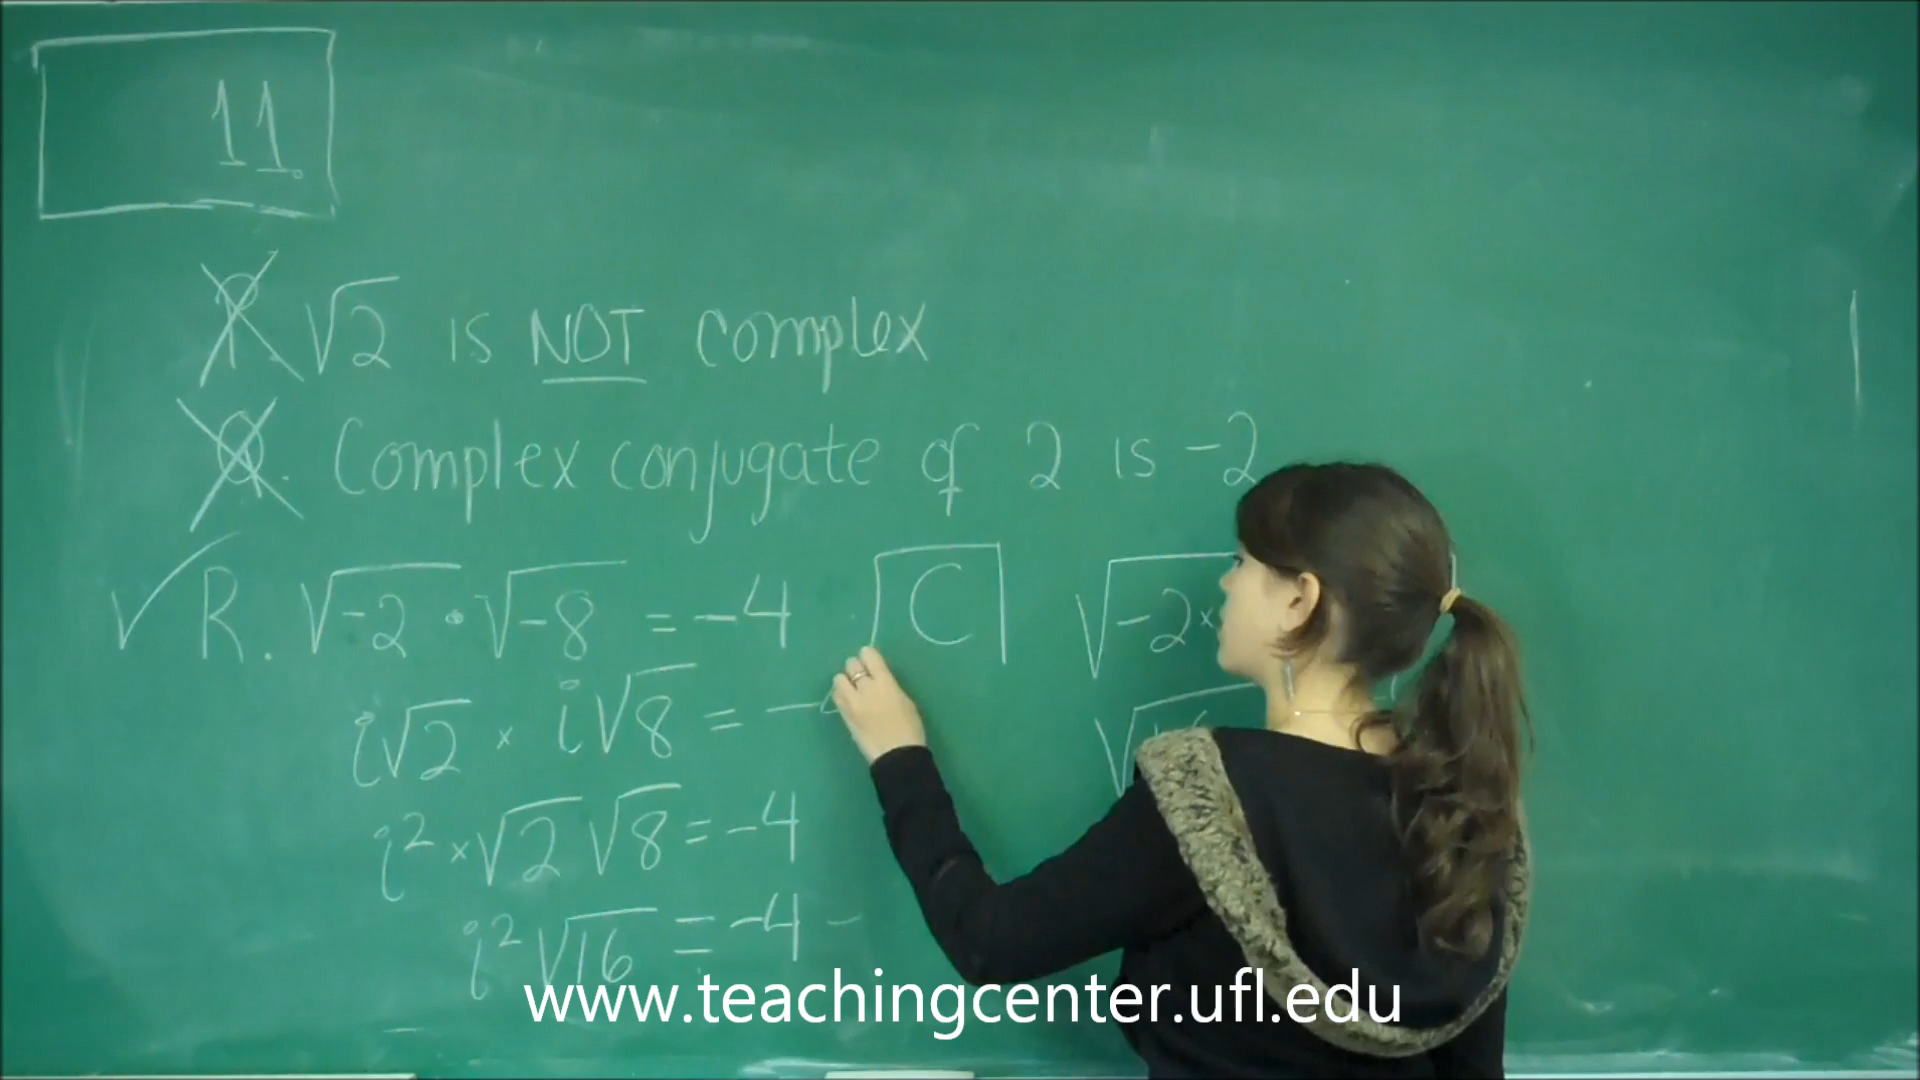 11.
P √2 is NOT complex
Q. Complex conjugate of 2 is -2
✓ R. √-2 · √-8 = -4 C √-2×
i√2 × i√8 = -4
i² × √2 √8 = -4
i² √16 = -4 -
www.teachingcenter.ufl.edu